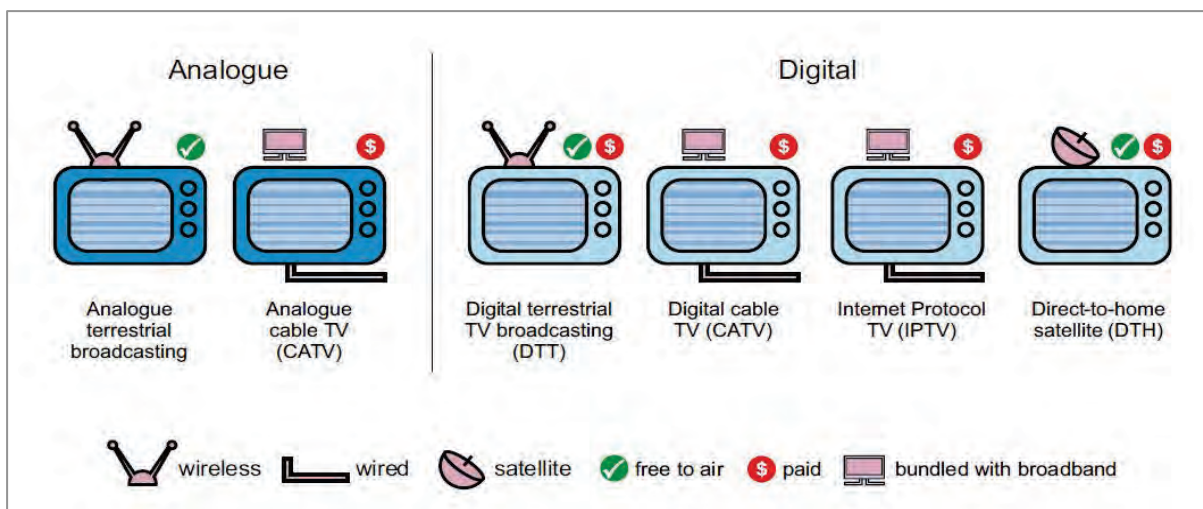 Analogue
Digital
$
$
$
$
$
Analogue
terrestrial
broadcasting
Analogue
cable TV
(CATV)
Digital terrestrial
TV broadcasting
(DTT)
Digital cable
TV (CATV)
Internet Protocol
TV (IPTV)
Direct-to-home
satellite (DTH)
wireless
wired
satellite
free to air
$ paid
bundled with broadband